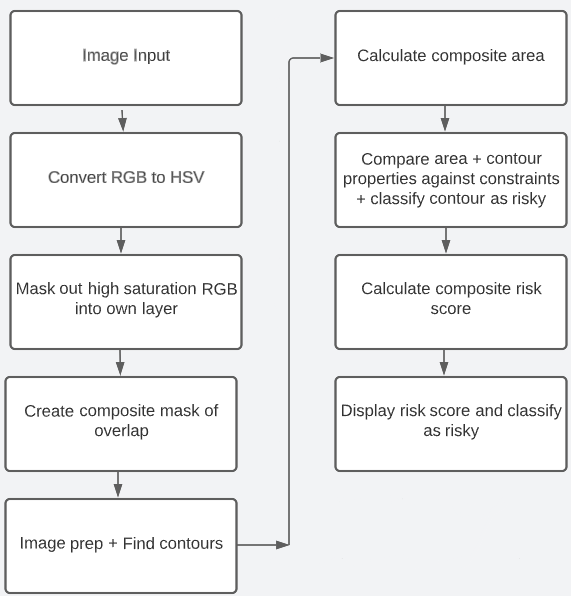 Image Input
Convert RGB to HSV
Mask out high saturation RGB
into own layer
Create composite mask of
overlap
Image prep + Find contours
Calculate composite area
Compare area + contour
properties against constraints
+ classify contour as risky
Calculate composite risk
score
Display risk score and classify
as risky